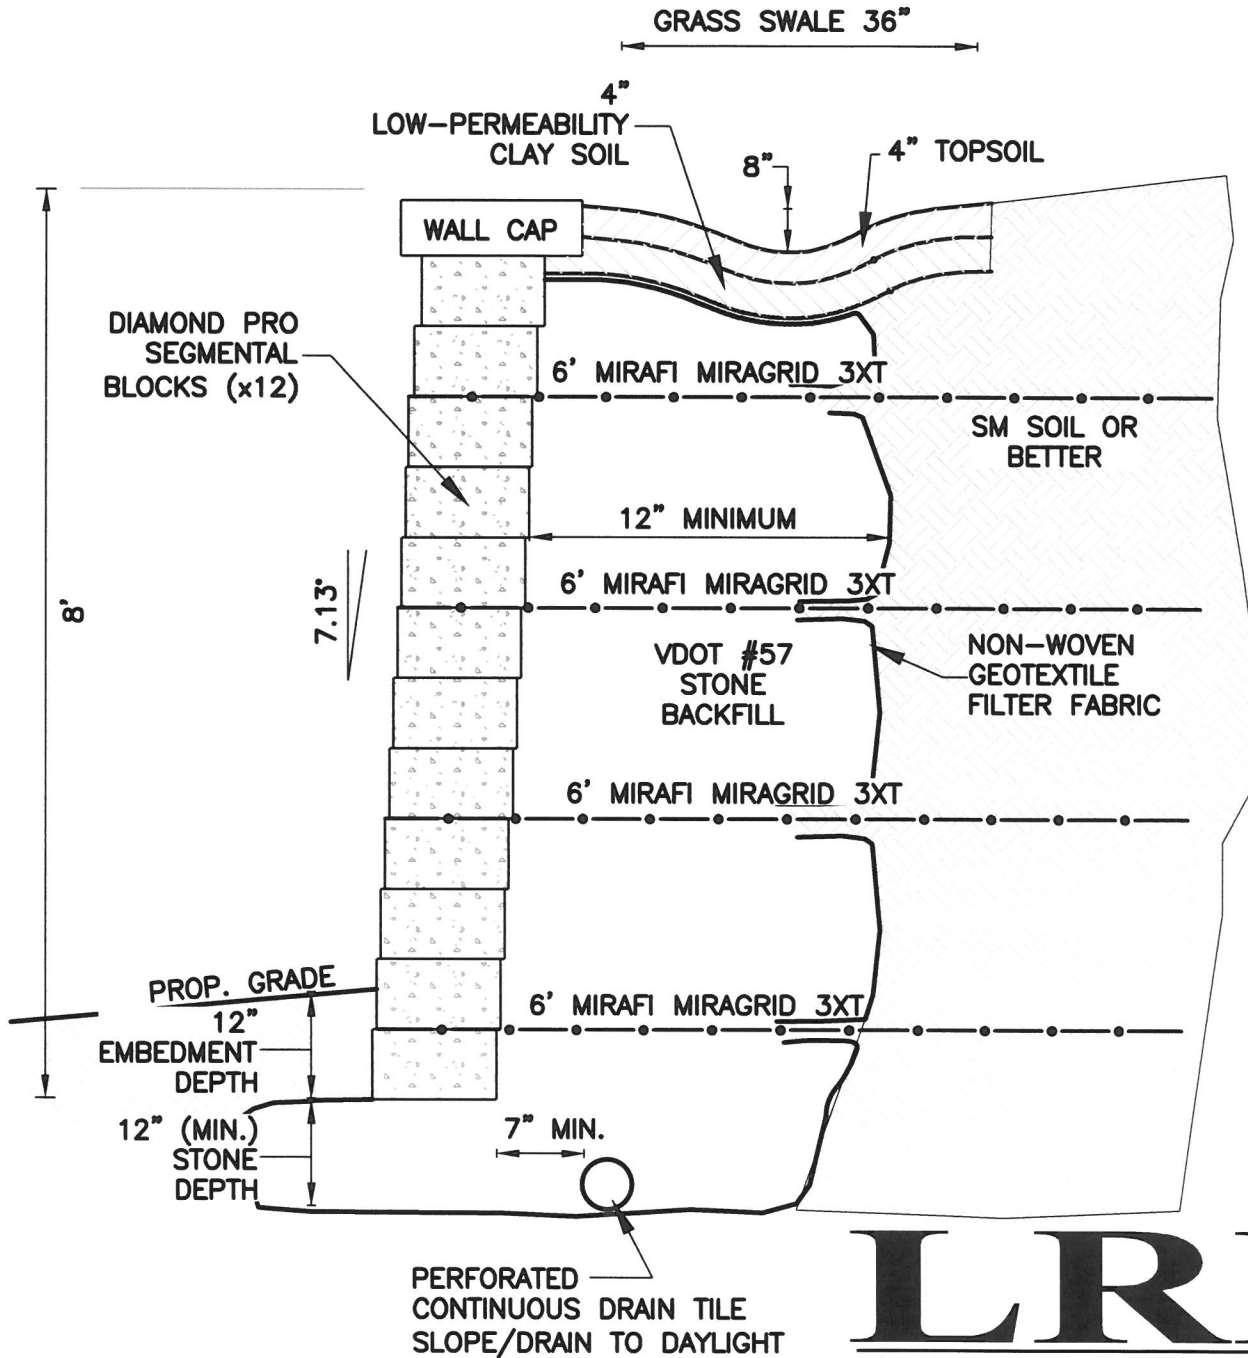 GRASS SWALE 36"
4"
LOW-PERMEABILITY
CLAY SOIL
8"
4" TOPSOIL
WALL CAP
DIAMOND PRO
SEGMENTAL
BLOCKS (x12)
6' MIRAFI MIRAGRID 3XT
SM SOIL OR
BETTER
12" MINIMUM
6' MIRAFI MIRAGRID 3XT
7.13°
8'
VDOT #57
STONE
BACKFILL
NON-WOVEN
GEOTEXTILE
FILTER FABRIC
6' MIRAFI MIRAGRID 3XT
PROP. GRADE
6' MIRAFI MIRAGRID 3XT
12"
EMBEDMENT
DEPTH
12" (MIN.)
STONE
DEPTH
7" MIN.
PERFORATED
CONTINUOUS DRAIN TILE
SLOPE/DRAIN TO DAYLIGHT
LR